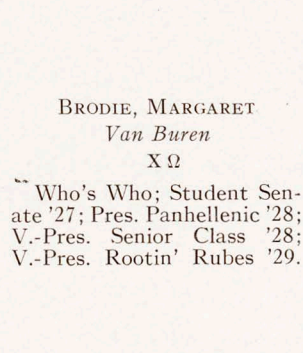 Brodie, Margaret
Van Buren
Χ Ω
Who's Who; Student Sen-
ate '27; Pres. Panhellenic '28;
V.-Pres. Senior Class '28;
V.-Pres. Rootin' Rubes '29.